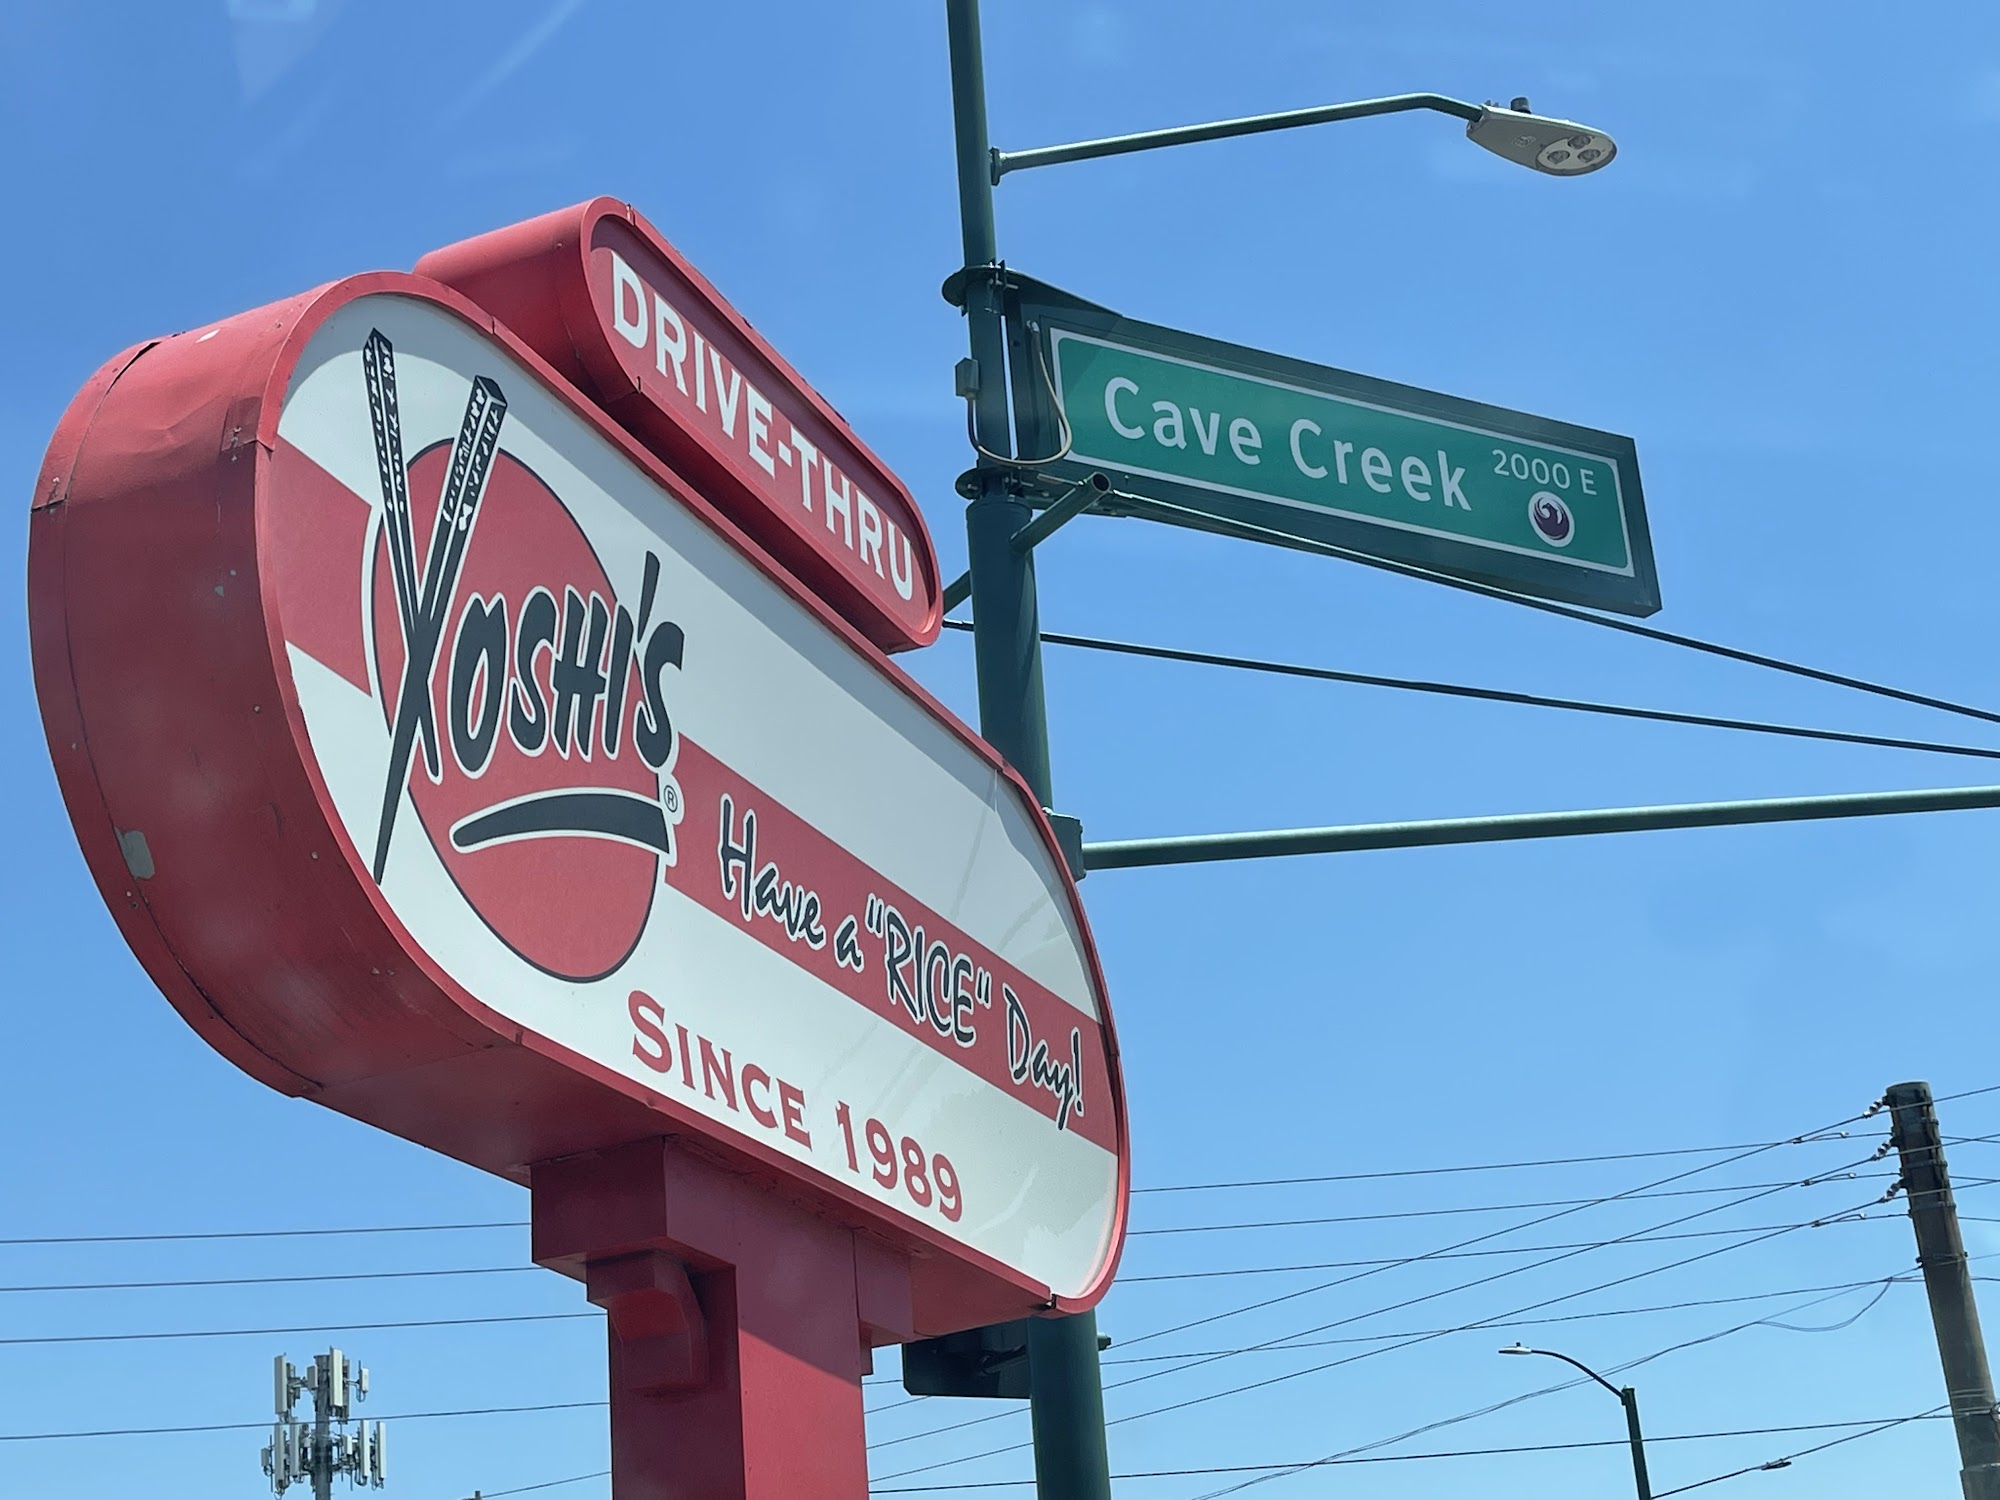 DRIVE-THRU
YOSHI'S®
Have a "RICE" Day!
SINCE 1989
Cave Creek 2000 E